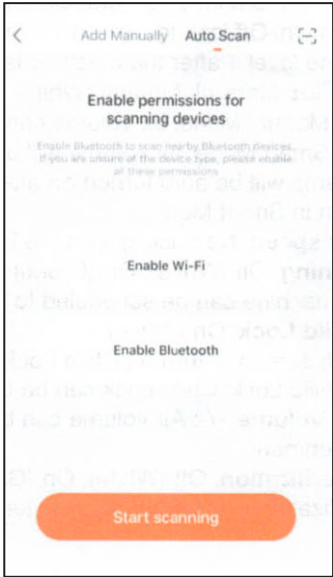 Add Manually Auto Scan
Enable permissions for
scanning devices
Enable Bluetooth to scan nearby Bluetooth devices.
If you are unsure of the device type, please enable
all these permissions
Enable Wi-Fi
Enable Bluetooth
Start scanning